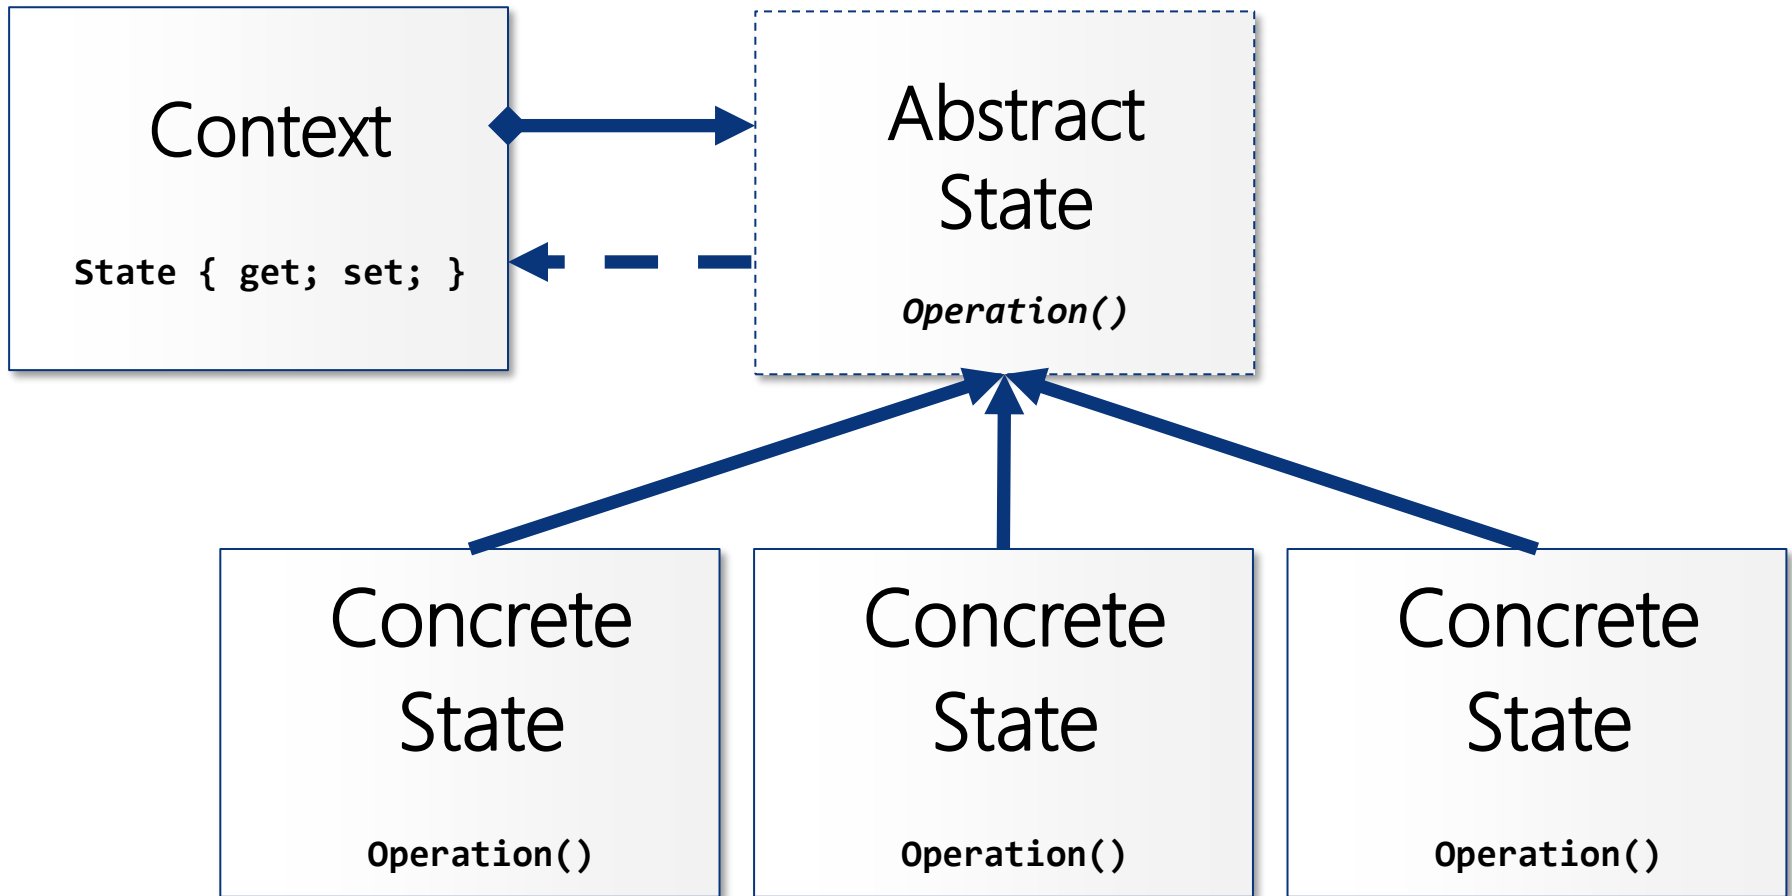 Context
State { get; set; }
Abstract
State
Operation()
Concrete
State
Operation()
Concrete
State
Operation()
Concrete
State
Operation()